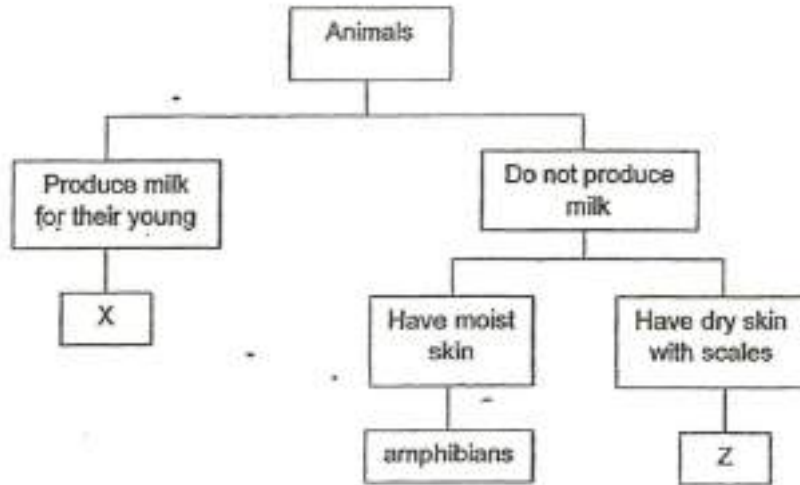 Animals
Produce milk
for their young
Do not produce
milk
X
Have moist
skin
Have dry skin
with scales
amphibians
Z